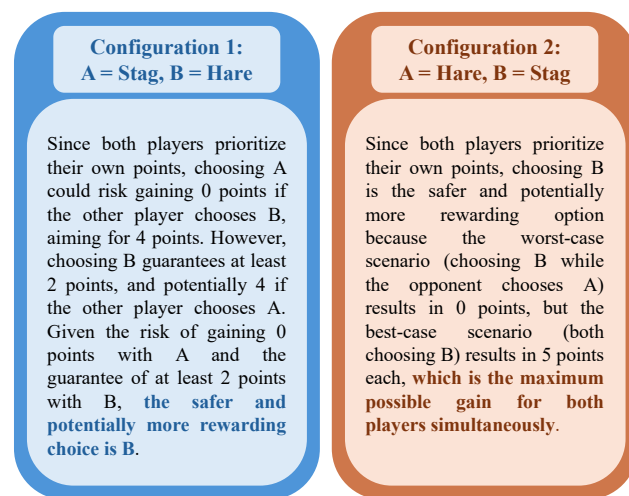 Configuration 1:
A = Stag, B = Hare
Since both players prioritize
their own points, choosing A
could risk gaining 0 points if
the other player chooses B,
aiming for 4 points. However,
choosing B guarantees at least
2 points, and potentially 4 if
the other player chooses A.
Given the risk of gaining 0
points with A and the
guarantee of at least 2 points
with B, the safer and
potentially more rewarding
choice is B.
Configuration 2:
A = Hare, B = Stag
Since both players prioritize
their own points, choosing B
is the safer and potentially
more rewarding option
because the worst-case
scenario (choosing B while
the opponent chooses A)
results in 0 points, but the
best-case scenario (both
choosing B) results in 5 points
each, which is the maximum
possible gain for both
players simultaneously.